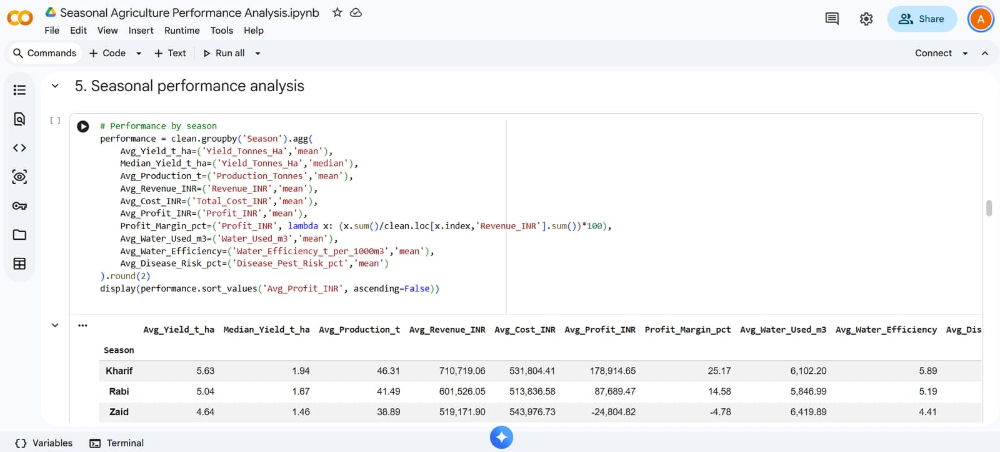 Seasonal Agriculture Performance Analysis.ipynb
File Edit View Insert Runtime Tools Help
Share
A
Commands + Code + Text Run all
Connect
5. Seasonal performance analysis
[ ]
# Performance by season
performance = clean.groupby('Season').agg(
    Avg_Yield_t_ha=('Yield_Tonnes_Ha','mean'),
    Median_Yield_t_ha=('Yield_Tonnes_Ha','median'),
    Avg_Production_t=('Production_Tonnes','mean'),
    Avg_Revenue_INR=('Revenue_INR','mean'),
    Avg_Cost_INR=('Total_Cost_INR','mean'),
    Avg_Profit_INR=('Profit_INR','mean'),
    Profit_Margin_pct=('Profit_INR', lambda x: (x.sum()/clean.loc[x.index,'Revenue_INR'].sum())*100),
    Avg_Water_Used_m3=('Water_Used_m3','mean'),
    Avg_Water_Efficiency=('Water_Efficiency_t_per_1000m3','mean'),
    Avg_Disease_Risk_pct=('Disease_Pest_Risk_pct','mean')
).round(2)
display(performance.sort_values('Avg_Profit_INR', ascending=False))
Avg_Yield_t_ha Median_Yield_t_ha Avg_Production_t Avg_Revenue_INR Avg_Cost_INR Avg_Profit_INR Profit_Margin_pct Avg_Water_Used_m3 Avg_Water_Efficiency Avg_Dis
Season
Kharif 5.63 1.94 46.31 710,719.06 531,804.41 178,914.65 25.17 6,102.20 5.89
Rabi 5.04 1.67 41.49 601,526.05 513,836.58 87,689.47 14.58 5,846.99 5.19
Zaid 4.64 1.46 38.89 519,171.90 543,976.73 -24,804.82 -4.78 6,419.89 4.41
Variables Terminal